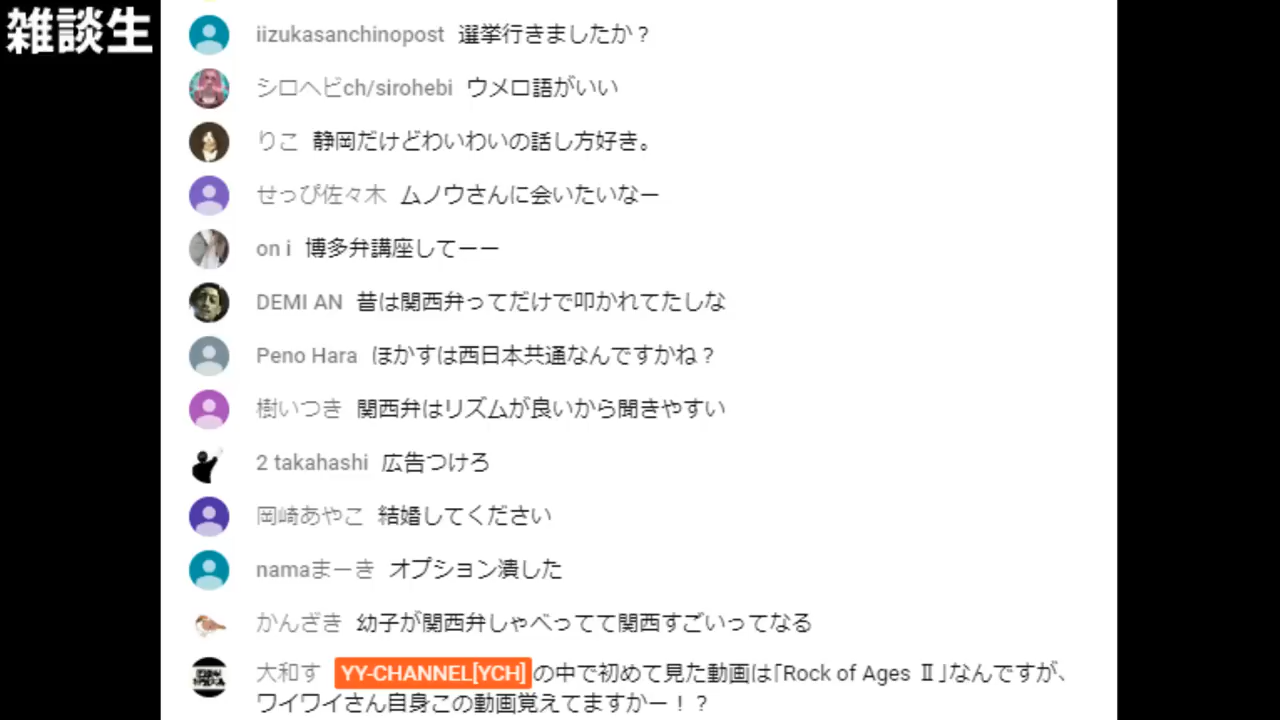 雑談生
iizukasanchinopost 選挙行きましたか？
シロヘビch/sirohebi ウメロ語がいい
りこ 静岡だけどわいわいの話し方好き。
せっぴ佐々木 ムノウさんに会いたいなー
on i 博多弁講座してーー
DEMI AN 昔は関西弁ってだけで叩かれてたしな
Peno Hara ほかすは西日本共通なんですかね？
樹いつき 関西弁はリズムが良いから聞きやすい
2 takahashi 広告つけろ
岡崎あやこ 結婚してください
namaまーき オプション潰した
かんざき 幼子が関西弁しゃべってて関西すごいってなる
大和す YY-CHANNEL[YCH]の中で初めて見た動画は｢Rock of Ages Ⅱ｣なんですが、
ワイワイさん自身この動画覚えてますかー！？